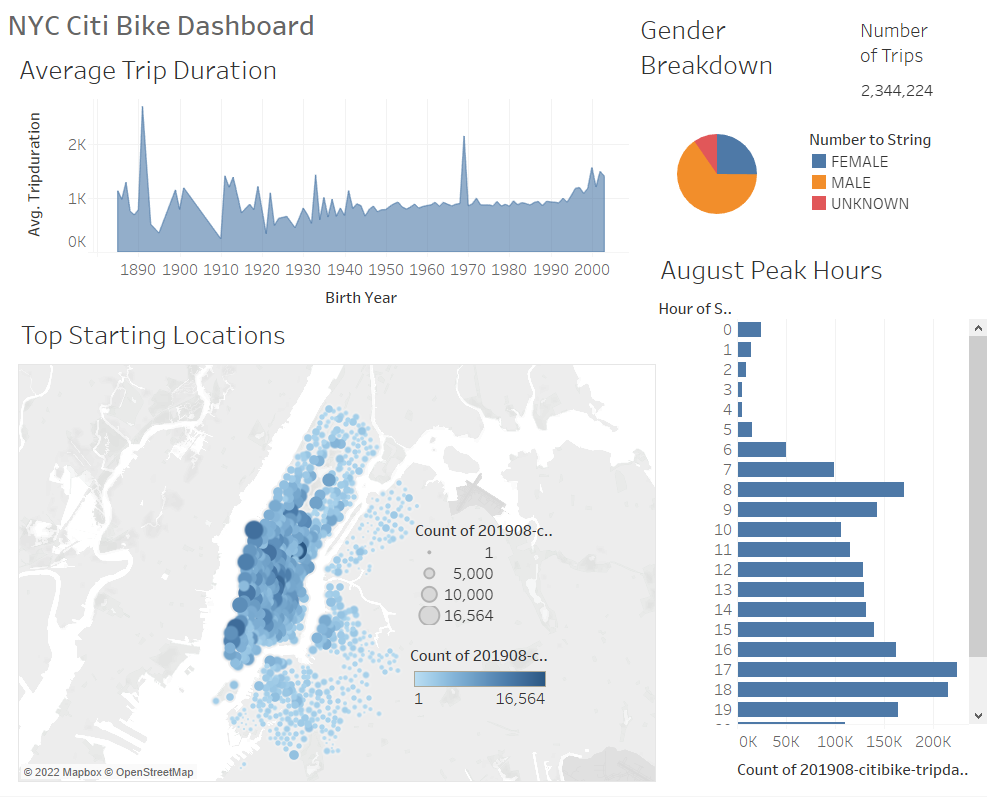 NYC Citi Bike Dashboard
Average Trip Duration
Avg. Tripduration
2K
1K
0K
1890 1900 1910 1920 1930 1940 1950 1960 1970 1980 1990 2000
Birth Year
Gender
Breakdown
Number
of Trips
2,344,224
Number to String
FEMALE
MALE
UNKNOWN
Top Starting Locations
Count of 201908-c..
1
5,000
10,000
16,564
Count of 201908-c..
1 16,564
© 2022 Mapbox © OpenStreetMap
August Peak Hours
Hour of S..
0
1
2
3
4
5
6
7
8
9
10
11
12
13
14
15
16
17
18
19
0K 50K 100K 150K 200K
Count of 201908-citibike-tripda..